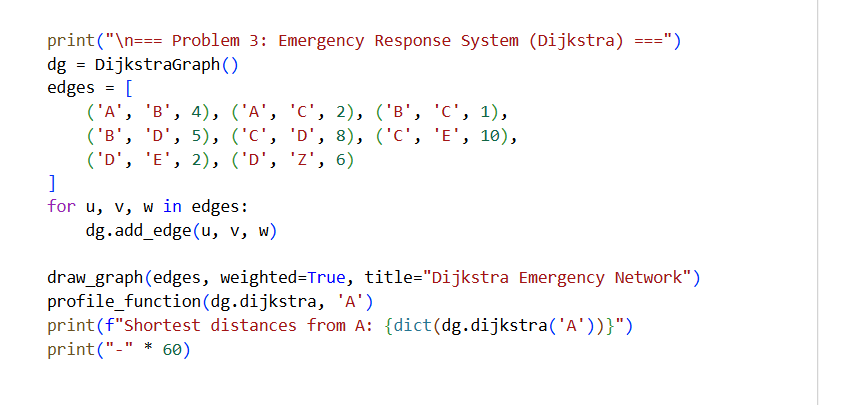 print("\n=== Problem 3: Emergency Response System (Dijkstra) ===")
dg = DijkstraGraph()
edges = [
    ('A', 'B', 4), ('A', 'C', 2), ('B', 'C', 1),
    ('B', 'D', 5), ('C', 'D', 8), ('C', 'E', 10),
    ('D', 'E', 2), ('D', 'Z', 6)
]
for u, v, w in edges:
    dg.add_edge(u, v, w)

draw_graph(edges, weighted=True, title="Dijkstra Emergency Network")
profile_function(dg.dijkstra, 'A')
print(f"Shortest distances from A: {dict(dg.dijkstra('A'))}")
print("-" * 60)